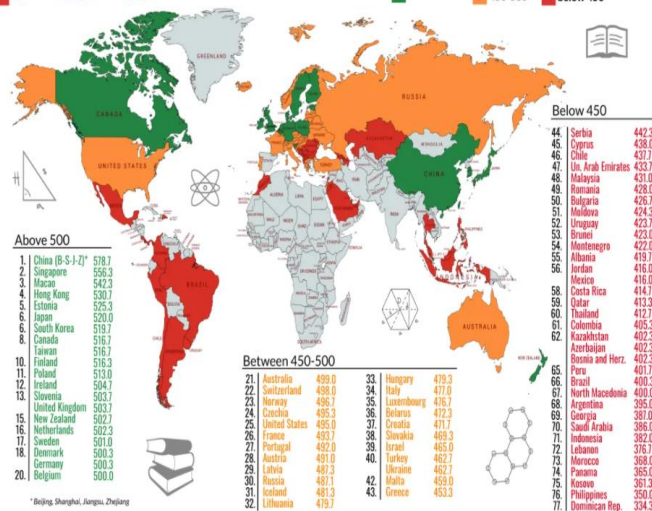 GREENLAND
CANADA
RUSSIA
UNITED STATES
CHINA
BRAZIL
AUSTRALIA
Above 500
1. China (B-S-J-Z)* 578.7
2. Singapore 556.3
3. Macao 542.3
4. Hong Kong 530.7
5. Estonia 525.3
6. Japan 520.0
6. South Korea 519.7
8. Canada 516.7
Taiwan 516.7
10. Finland 516.3
11. Poland 513.0
12. Ireland 504.7
13. Slovenia 503.7
United Kingdom 503.7
15. New Zealand 502.7
16. Netherlands 502.3
17. Sweden 501.0
18. Denmark 500.3
Germany 500.3
20. Belgium 500.0
* Beijing, Shanghai, Jiangsu, Zhejiang
Between 450-500
21. Australia 499.0
22. Switzerland 498.0
23. Norway 496.7
24. Czechia 495.3
25. United States 495.0
26. France 493.7
27. Portugal 492.0
28. Austria 491.0
29. Latvia 487.3
30. Russia 487.1
31. Iceland 481.3
32. Lithuania 479.7
33. Hungary 479.3
34. Italy 477.0
35. Luxembourg 476.7
36. Belarus 472.3
37. Croatia 471.7
38. Slovakia 469.3
39. Israel 465.0
40. Turkey 462.7
Ukraine 462.7
42. Malta 459.0
43. Greece 453.3
Below 450
44. Serbia 442.3
45. Cyprus 438.0
46. Chile 437.7
47. Un. Arab Emirates 433.7
48. Malaysia 431.0
49. Romania 428.0
50. Bulgaria 426.7
51. Moldova 424.3
52. Uruguay 423.7
53. Brunei 423.0
54. Montenegro 422.0
55. Albania 419.7
56. Jordan 416.0
Mexico 416.0
58. Costa Rica 414.7
59. Qatar 413.3
60. Thailand 412.7
61. Colombia 405.3
62. Kazakhstan 402.3
Azerbaijan 402.3
Bosnia and Herz. 402.3
65. Peru 401.7
66. Brazil 400.3
67. North Macedonia 400.0
68. Argentina 395.0
69. Georgia 387.0
70. Saudi Arabia 386.0
71. Indonesia 382.0
72. Lebanon 376.7
73. Morocco 368.0
74. Panama 365.0
75. Kosovo 361.3
76. Philippines 350.0
77. Dominican Rep. 334.3